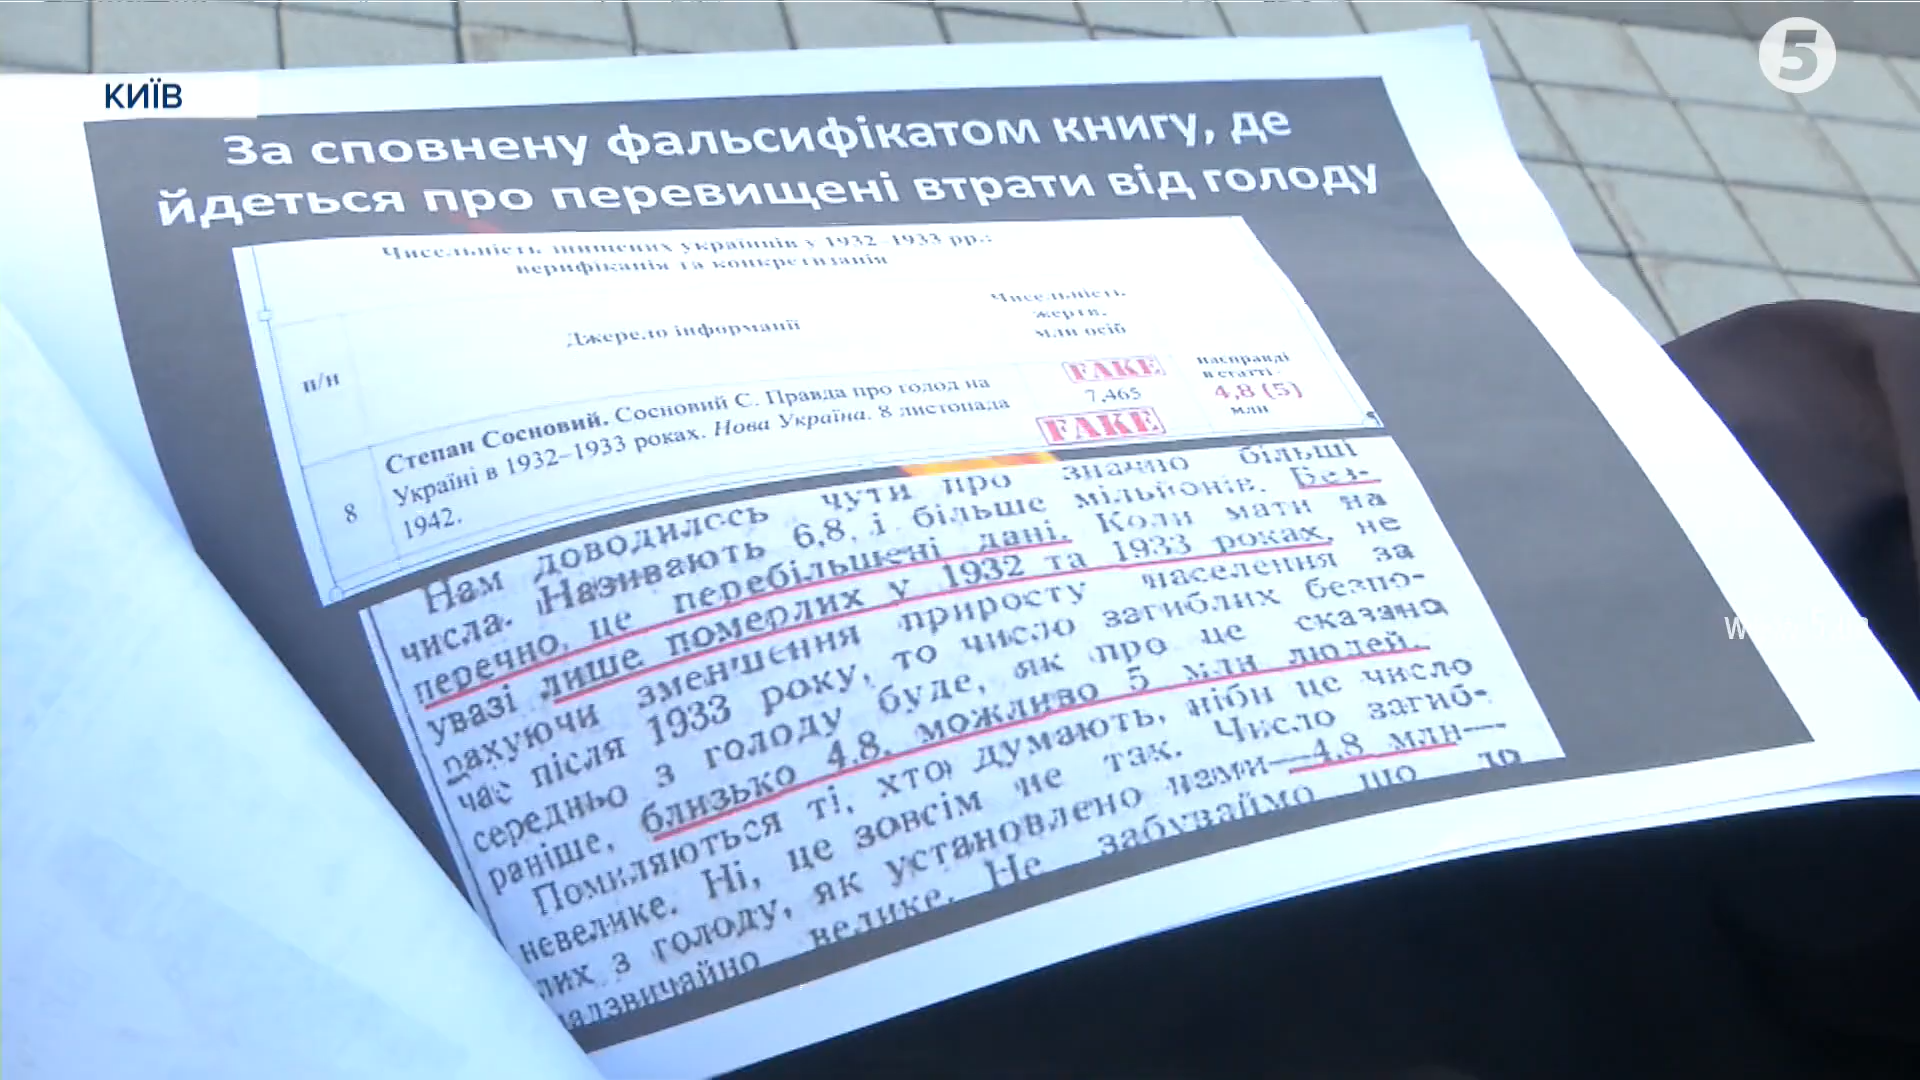 КИЇВ
5
За сповнену фальсифікатом книгу, де
йдеться про перевищені втрати від голоду
Чисельність знищених українців у 1932–1933 рр.:
верифікація та конкретизація
п/н
Джерело інформації
Чисельність
жертв,
млн осіб
8
Степан Сосновий. Сосновий С. Правда про голод на
Україні в 1932–1933 роках. Нова Україна. 8 листопада
1942.
FAKE
7,465
FAKE
насправді
в статті -
4,8 (5)
млн
Нам доводилось чути про значно більші
числа. Називають 6,8 і більше мільйонів. Без-
перечно, це перебільшені дані. Коли мати на
увазі лише померлих у 1932 та 1933 роках, не
рахуючи зменшення приросту населення за
час після 1933 року, то число загиблих безпо-
середньо з голоду буде, як про це сказано
раніше, близько 4,8, можливо 5 млн людей.
Помиляються ті, хто думають, ніби це число
невелике. Ні, це зовсім не так. Число загиб-
лих з голоду, як установлено нами—4,8 млн—
надзвичайно велике. Не забуваймо що